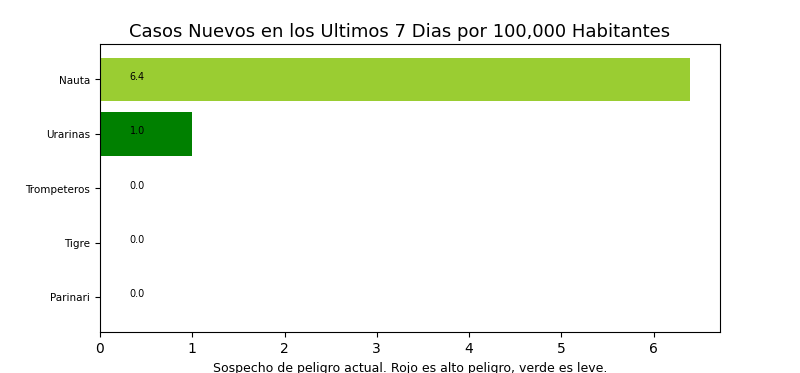 Casos Nuevos en los Ultimos 7 Dias por 100,000 Habitantes
Nauta 6.4
Urarinas 1.0
Trompeteros 0.0
Tigre 0.0
Parinari 0.0
0 1 2 3 4 5 6
Sospecho de peligro actual. Rojo es alto peligro, verde es leve.